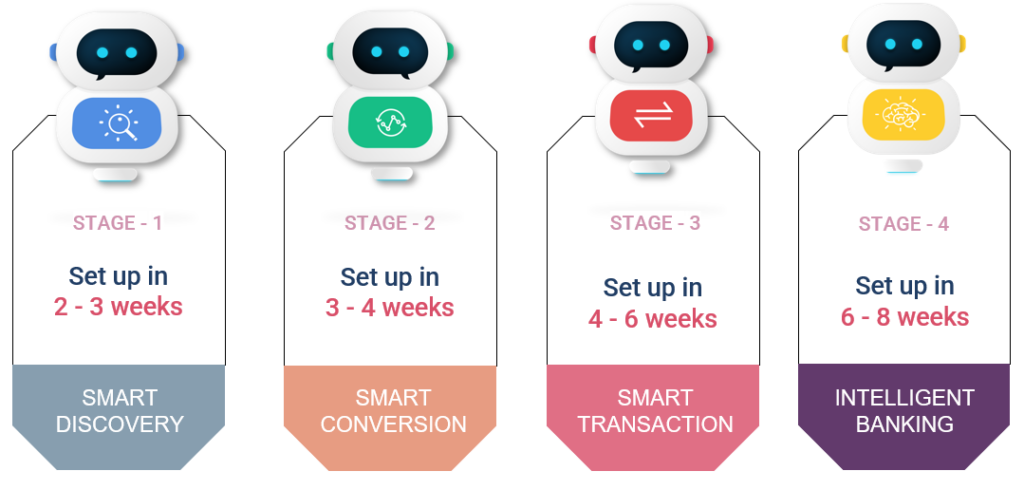 STAGE - 1
Set up in
2 - 3 weeks
SMART
DISCOVERY
STAGE - 2
Set up in
3 - 4 weeks
SMART
CONVERSION
STAGE - 3
Set up in
4 - 6 weeks
SMART
TRANSACTION
STAGE - 4
Set up in
6 - 8 weeks
INTELLIGENT
BANKING